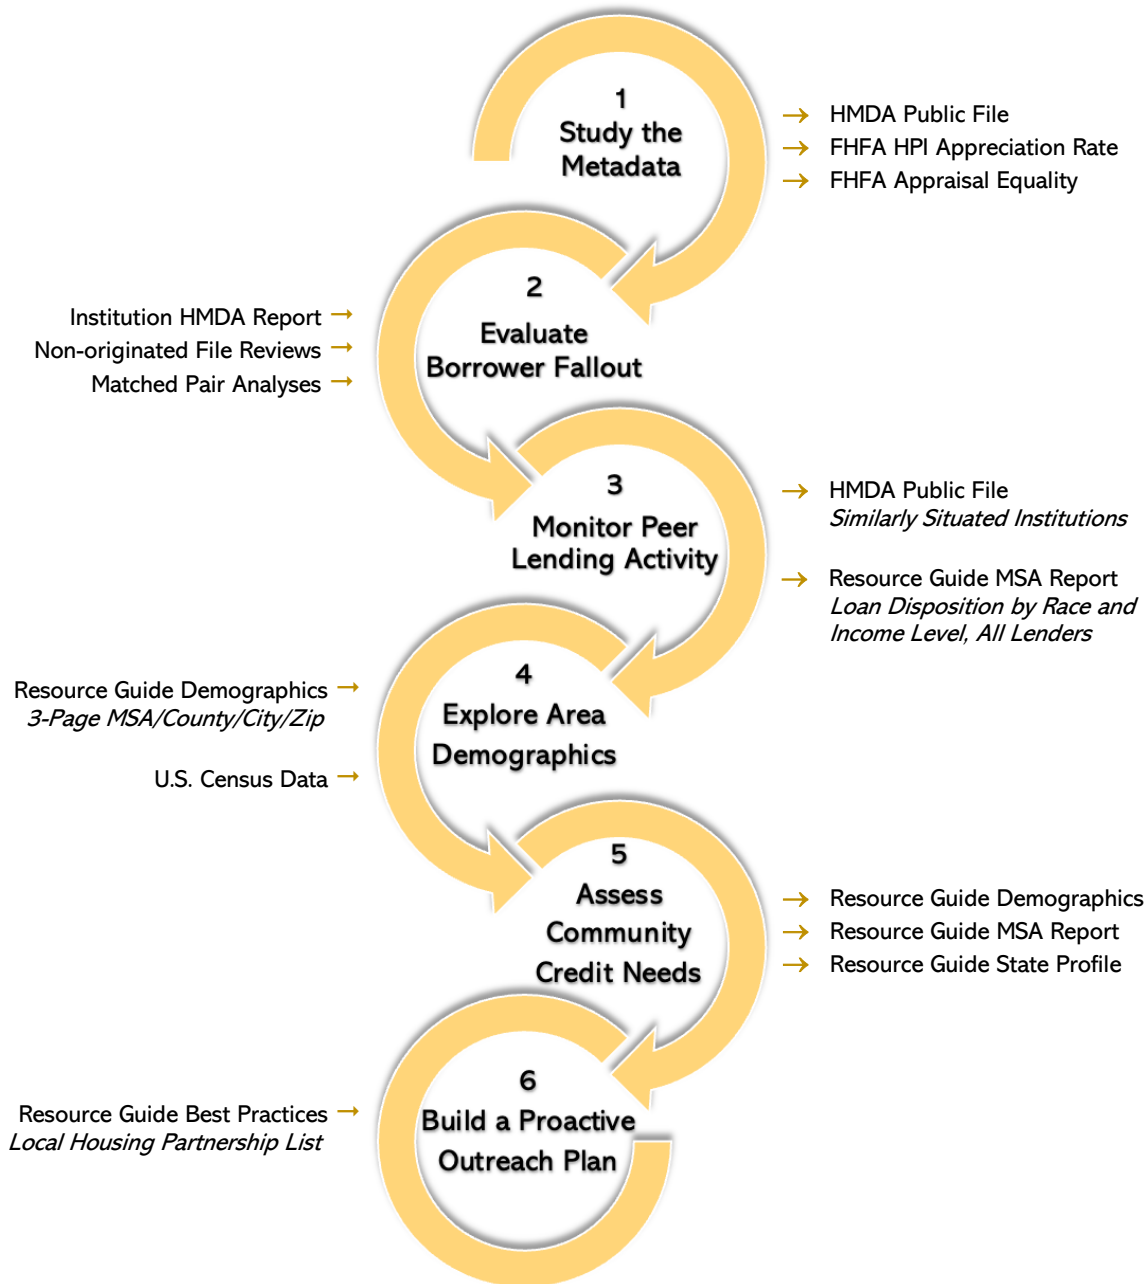 1
Study the
Metadata
→ HMDA Public File
→ FHFA HPI Appreciation Rate
→ FHFA Appraisal Equality
2
Evaluate
Borrower Fallout
Institution HMDA Report →
Non-originated File Reviews →
Matched Pair Analyses →
3
Monitor Peer
Lending Activity
→ HMDA Public File
Similarly Situated Institutions
→ Resource Guide MSA Report
Loan Disposition by Race and
Income Level, All Lenders
4
Explore Area
Demographics
Resource Guide Demographics →
3-Page MSA/County/City/Zip
U.S. Census Data →
5
Assess
Community
Credit Needs
→ Resource Guide Demographics
→ Resource Guide MSA Report
→ Resource Guide State Profile
6
Build a Proactive
Outreach Plan
Resource Guide Best Practices →
Local Housing Partnership List